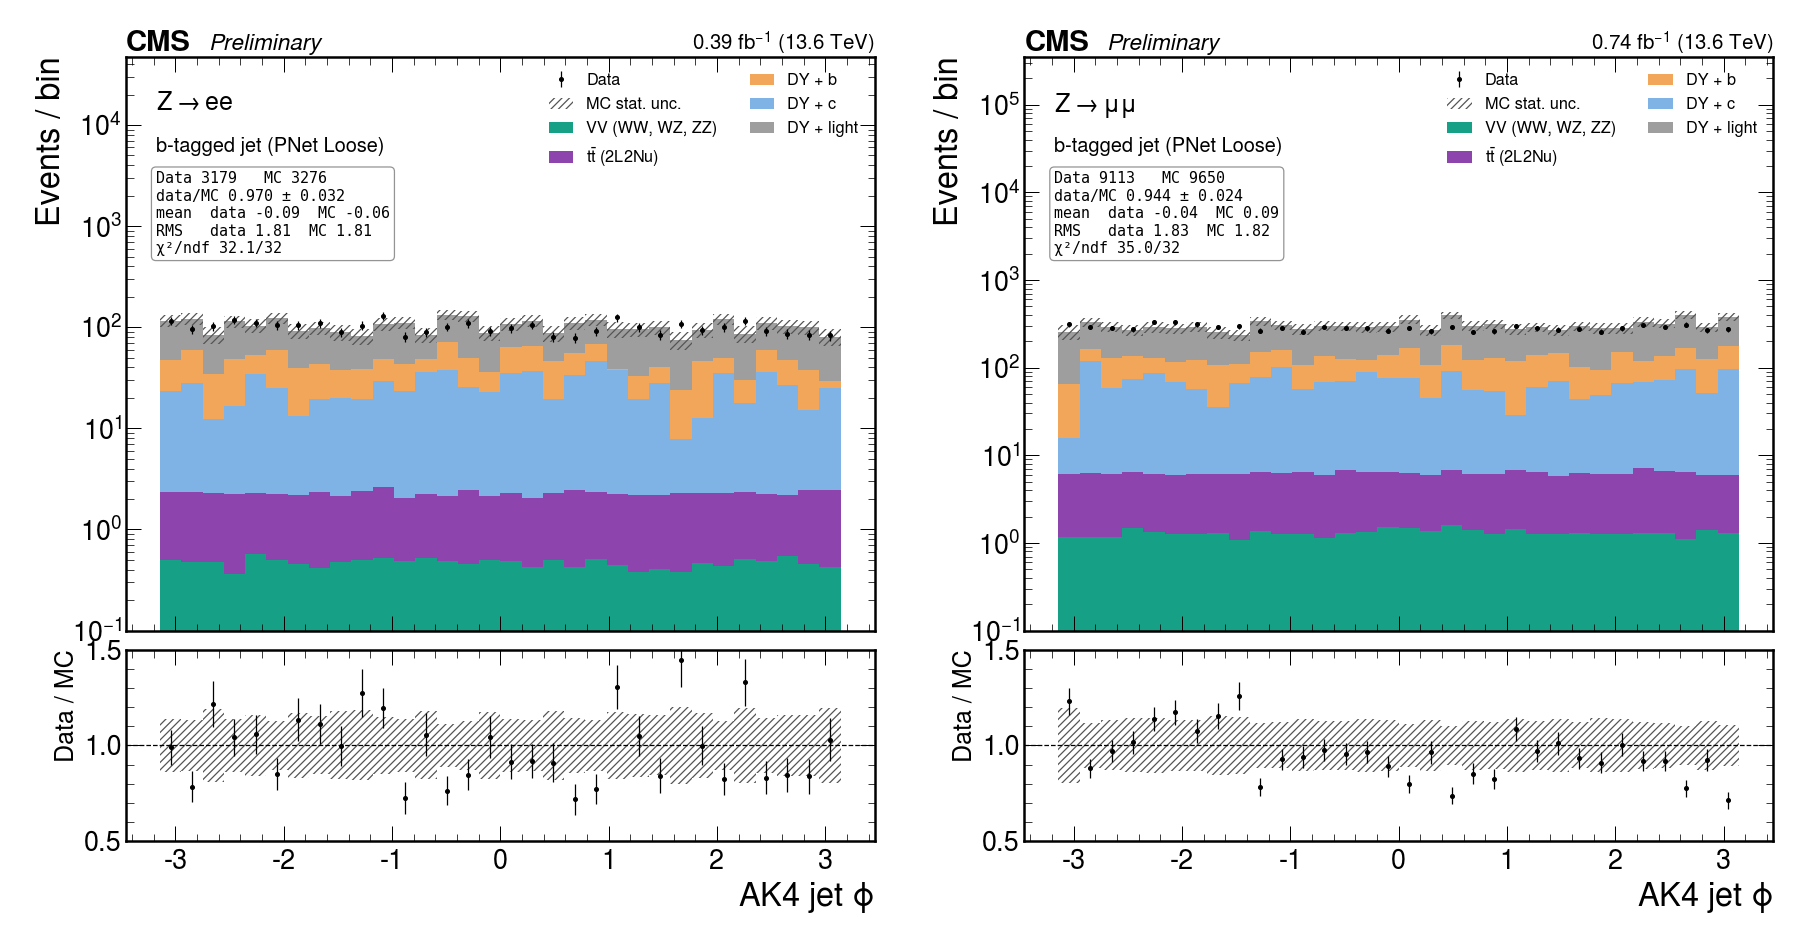 CMS Preliminary 0.39 fb⁻¹ (13.6 TeV)
Events / bin
Z → ee
b-tagged jet (PNet Loose)
Data 3179   MC 3276
data/MC 0.970 ± 0.032
mean  data -0.09  MC -0.06
RMS   data 1.81  MC 1.81
χ²/ndf 32.1/32
Data
MC stat. unc.
VV (WW, WZ, ZZ)
tt̄ (2L2Nu)
DY + b
DY + c
DY + light
10⁴
10³
10²
10¹
10⁰
10⁻¹
Data / MC
1.5
1.0
0.5
-3 -2 -1 0 1 2 3
AK4 jet ϕ
CMS Preliminary 0.74 fb⁻¹ (13.6 TeV)
Events / bin
Z → μμ
b-tagged jet (PNet Loose)
Data 9113   MC 9650
data/MC 0.944 ± 0.024
mean  data -0.04  MC 0.09
RMS   data 1.83  MC 1.82
χ²/ndf 35.0/32
Data
MC stat. unc.
VV (WW, WZ, ZZ)
tt̄ (2L2Nu)
DY + b
DY + c
DY + light
10⁵
10⁴
10³
10²
10¹
10⁰
10⁻¹
Data / MC
1.5
1.0
0.5
-3 -2 -1 0 1 2 3
AK4 jet ϕ